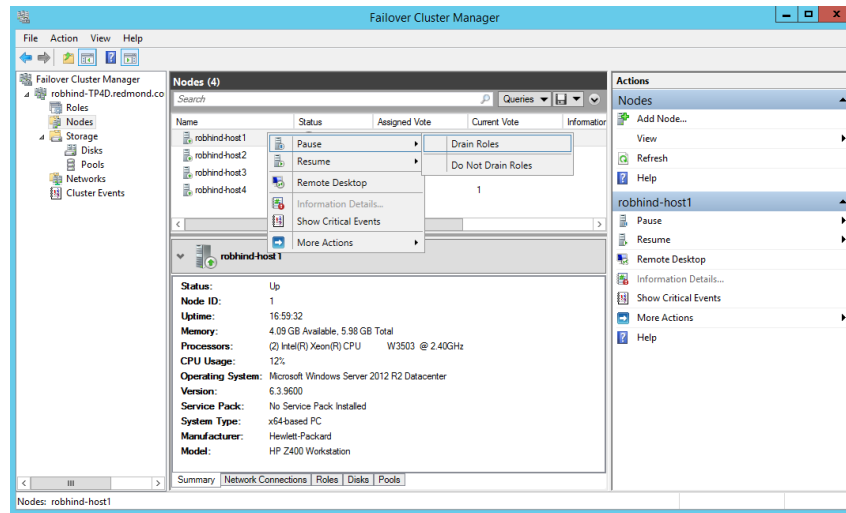 Failover Cluster Manager
File Action View Help
Failover Cluster Manager
robhind-TP4D.redmond.co
Roles
Nodes
Storage
Disks
Pools
Networks
Cluster Events
Nodes (4)
Search
Queries
Name Status Assigned Vote Current Vote Information
robhind-host1
robhind-host2
robhind-host3
robhind-host4 1
Pause
Resume
Remote Desktop
Information Details...
Show Critical Events
More Actions
Drain Roles
Do Not Drain Roles
robhind-host1
Status: Up
Node ID: 1
Uptime: 16:59:32
Memory: 4.09 GB Available, 5.98 GB Total
Processors: (2) Intel(R) Xeon(R) CPU W3503 @ 2.40GHz
CPU Usage: 12%
Operating System: Microsoft Windows Server 2012 R2 Datacenter
Version: 6.3.9600
Service Pack: No Service Pack Installed
System Type: x64-based PC
Manufacturer: Hewlett-Packard
Model: HP Z400 Workstation
Summary Network Connections Roles Disks Pools
Actions
Nodes
Add Node...
View
Refresh
Help
robhind-host1
Pause
Resume
Remote Desktop
Information Details...
Show Critical Events
More Actions
Help
Nodes: robhind-host1